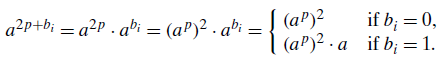 a^{2p+b_i} = a^{2p} · a^{b_i} = (a^p)^2 · a^{b_i} = { (a^p)^2 if b_i = 0,
(a^p)^2 · a if b_i = 1.